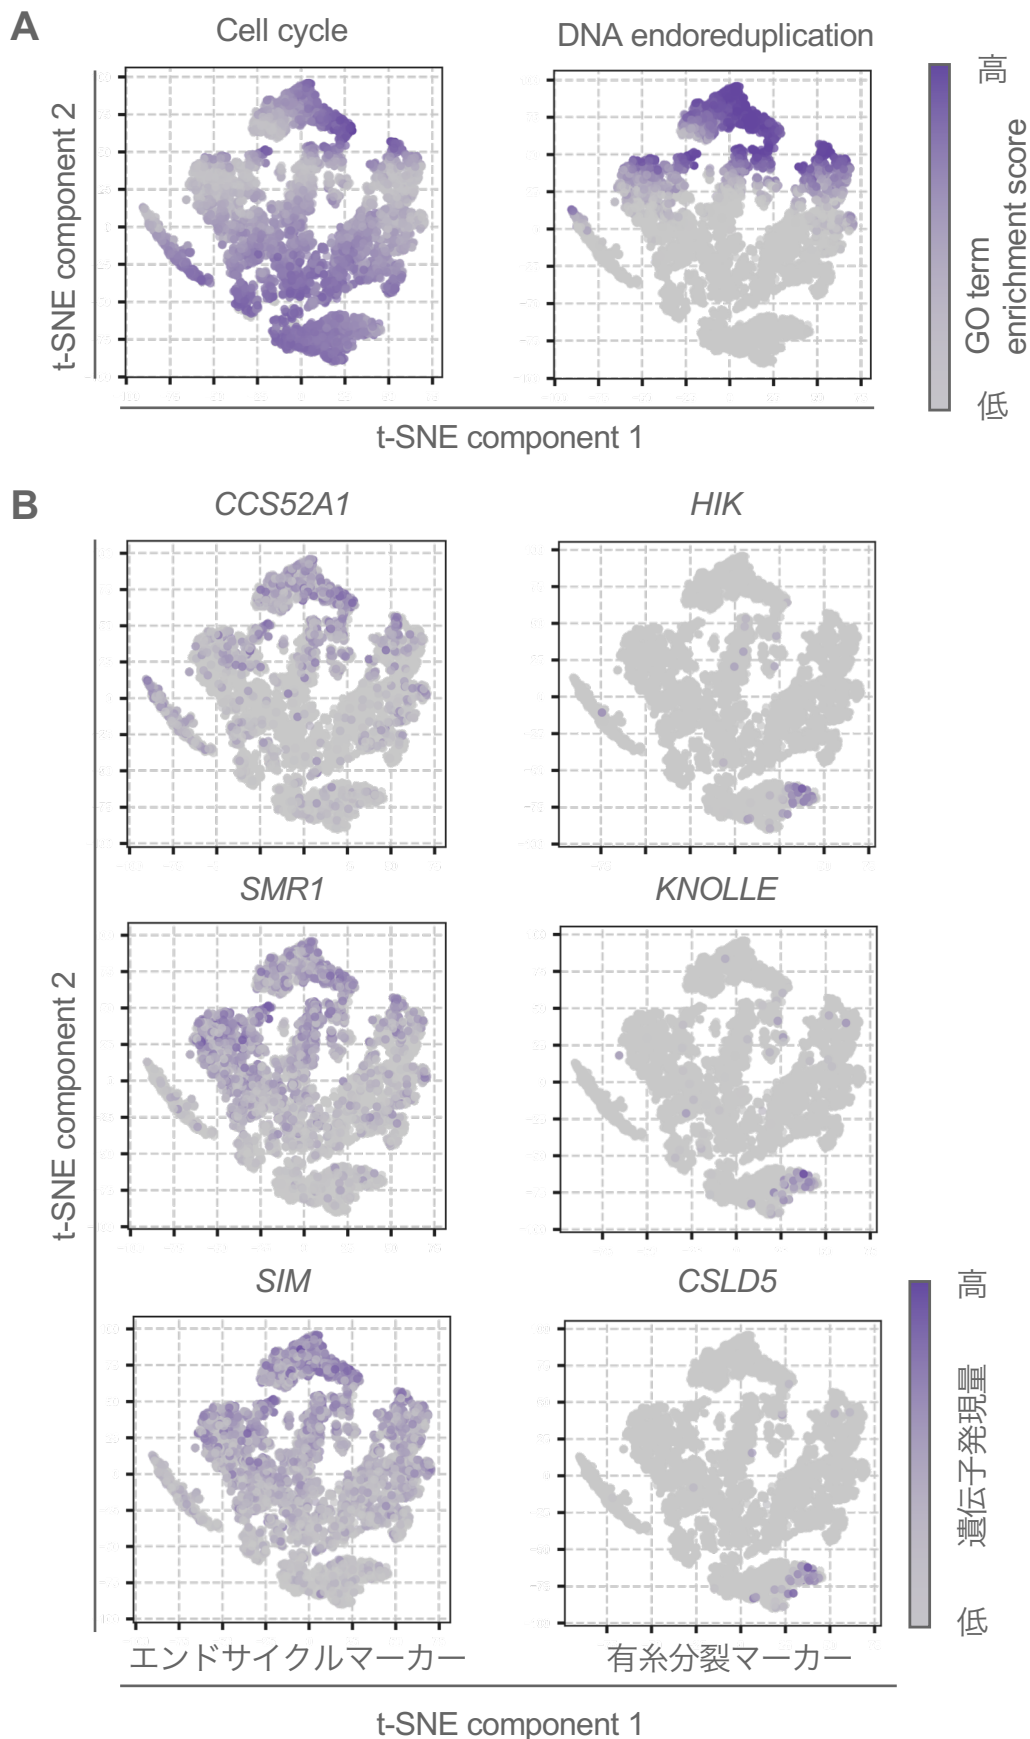 A
Cell cycle
DNA endoreduplication
t-SNE component 2
t-SNE component 1
高
GO term
enrichment score
低
B
CCS52A1
HIK
SMR1
KNOLLE
t-SNE component 2
SIM
CSLD5
高
遺伝子発現量
低
エンドサイクルマーカー
有糸分裂マーカー
t-SNE component 1